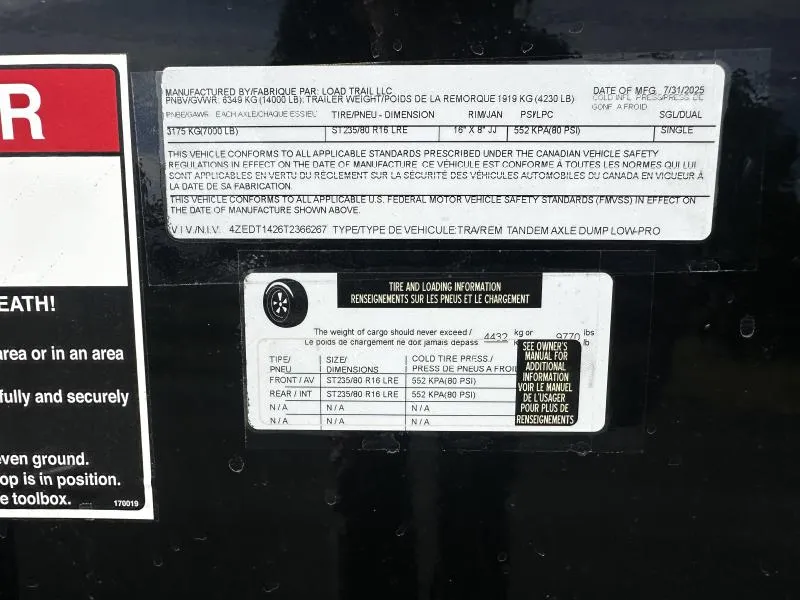 R
EATH!
area or in an area
fully and securely
ven ground.
op is in position.
e toolbox.
170019
MANUFACTURED BY/FABRIQUE PAR: LOAD TRAIL LLC
DATE OF MFG 7/31/2025
PNBV/GVWR: 6349 KG (14000 LB); TRAILER WEIGHT/POIDS DE LA REMORQUE 1919 KG (4230 LB)
COLD INFL. PRESS/PRESS DE
GONF A FROID
PNBE/GAWR EACH AXLE/CHAQUE ESSIEU TIRE/PNEU - DIMENSION RIM/JAN PSI/LPC SGL/DUAL
3175 KG(7000 LB) ST235/80 R16 LRE 16" X 8" JJ 552 KPA(80 PSI) SINGLE
THIS VEHICLE CONFORMS TO ALL APPLICABLE STANDARDS PRESCRIBED UNDER THE CANADIAN VEHICLE SAFETY
REGULATIONS IN EFFECT ON THE DATE OF MANUFACTURE. CE VÉHICULE EST CONFORME À TOUTES LES NORMES QUI LUI
SONT APPLICABLES EN VERTU DU RÈGLEMENT SUR LA SÉCURITÉ DES VÉHICULES AUTOMOBILES DU CANADA EN VIGUEUR À
LA DATE DE SA FABRICATION.
THIS VEHICLE CONFORMS TO ALL APPLICABLE U.S. FEDERAL MOTOR VEHICLE SAFETY STANDARDS (FMVSS) IN EFFECT ON
THE DATE OF MANUFACTURE SHOWN ABOVE.
V.I.V./N.I.V. 4ZEDT1426T2366267 TYPE/TYPE DE VEHICULE:TRA/REM TANDEM AXLE DUMP LOW-PRO
TIRE AND LOADING INFORMATION
RENSEIGNEMENTS SUR LES PNEUS ET LE CHARGEMENT
The weight of cargo should never exceed / 4432 kg or 9770 lbs
Le poids de chargement ne doit jamais depass kg ou lb
TIRE/ SIZE/ COLD TIRE PRESS./
PNEU DIMENSIONS PRESS DE PNEUS A FROID
FRONT / AV ST235/80 R16 LRE 552 KPA(80 PSI)
REAR / INT ST235/80 R16 LRE 552 KPA(80 PSI)
N/A N/A
N/A N/A
SEE OWNER'S
MANUAL FOR
ADDITIONAL
INFORMATION
VOIR LE MANUEL
DE L'USAGER
POUR PLUS DE
RENSEIGNEMENTS